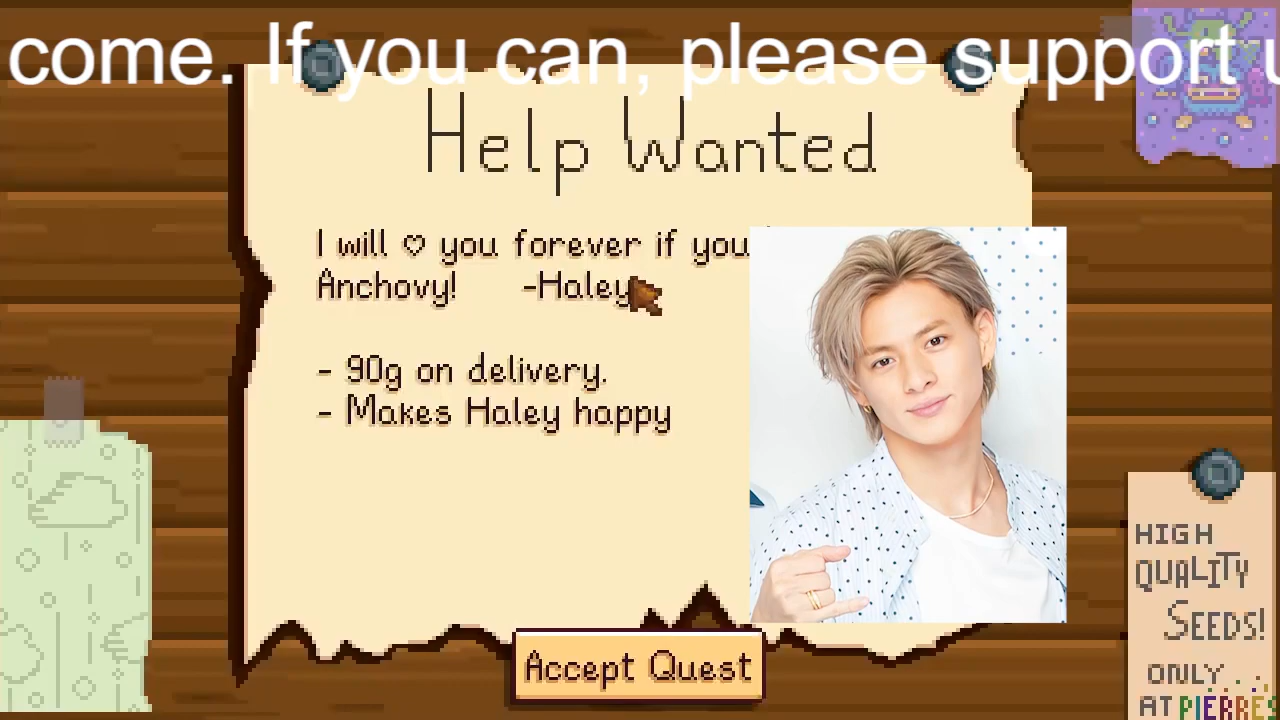 come. If you can, please support u
Help Wanted
I will ♡ you forever if you
Anchovy! -Haley
- 90g on delivery.
- Makes Haley happy
Accept Quest
HIGH
QUALITY
SEEDS!
ONLY...
AT PIERRES